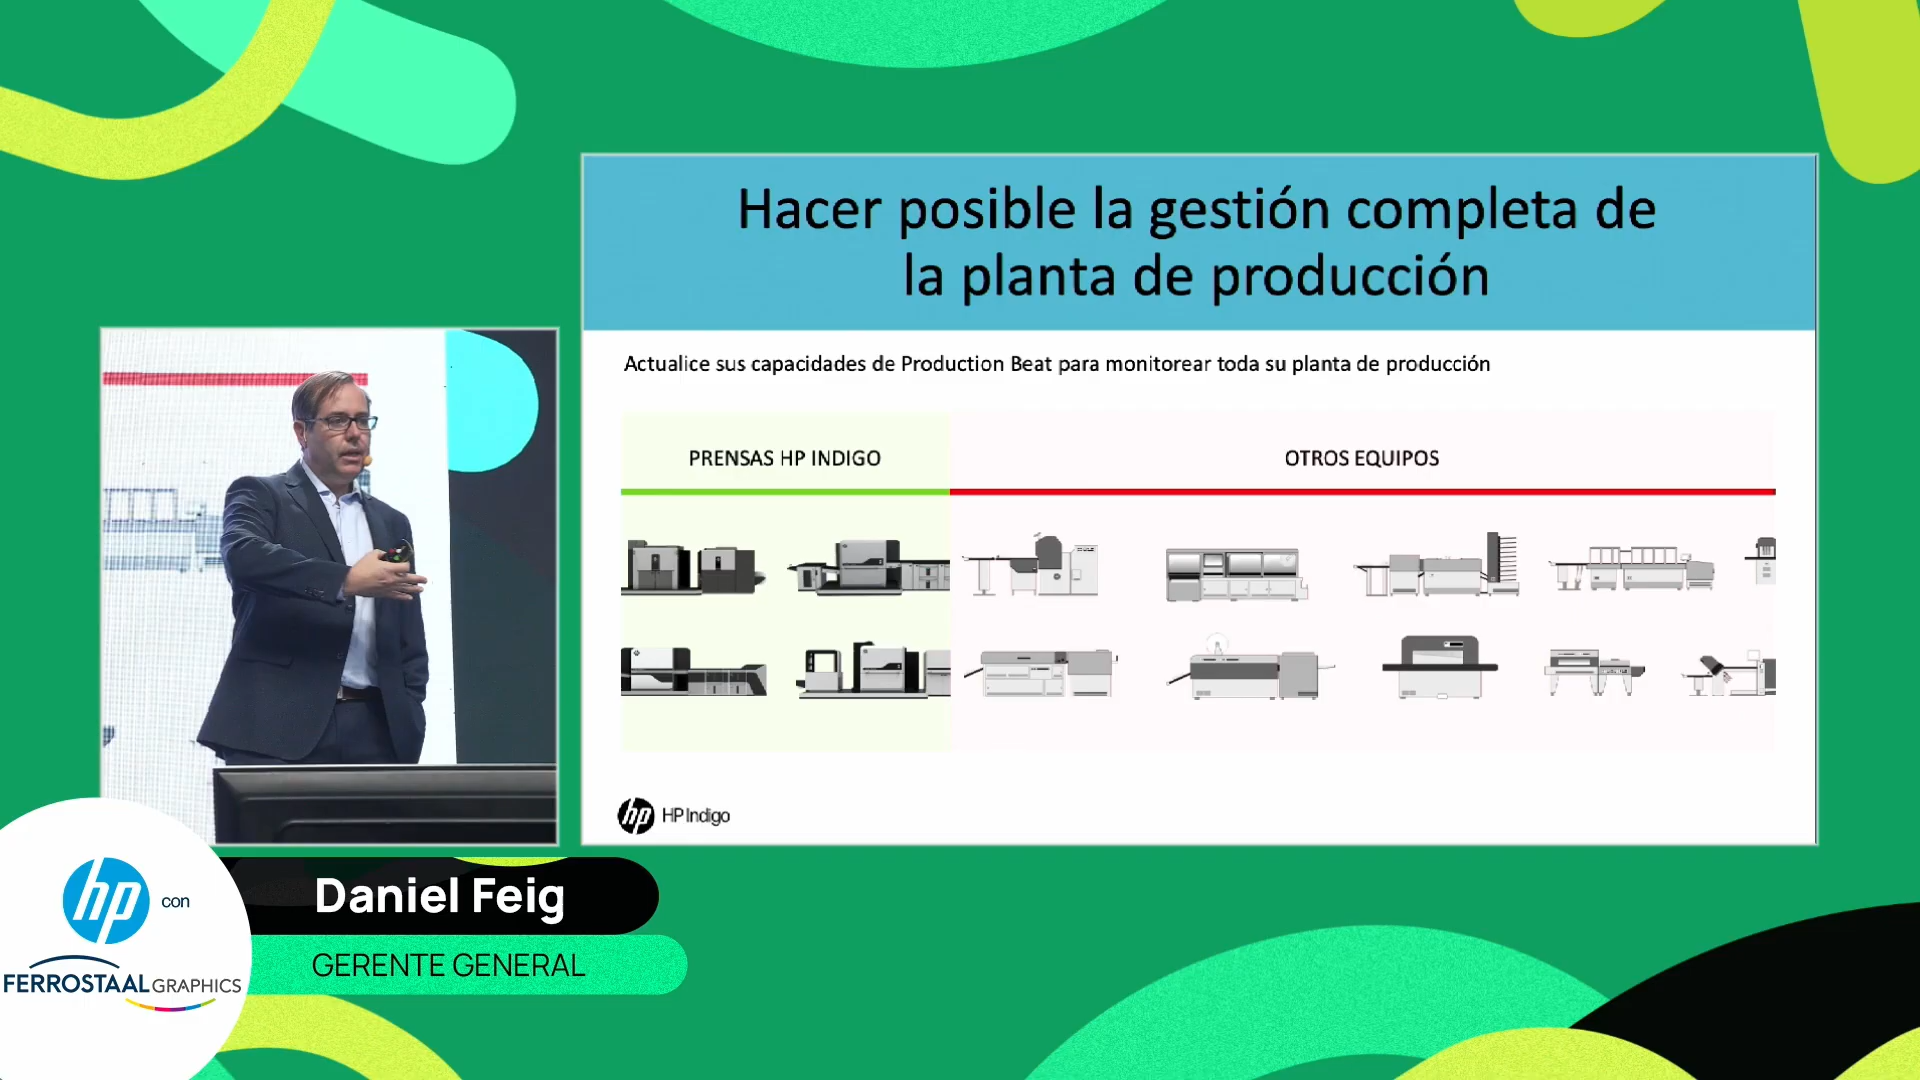 Hacer posible la gestión completa de
la planta de producción
Actualice sus capacidades de Production Beat para monitorear toda su planta de producción
PRENSAS HP INDIGO
OTROS EQUIPOS
hp HP Indigo
Daniel Feig
GERENTE GENERAL
hp con
FERROSTAAL GRAPHICS